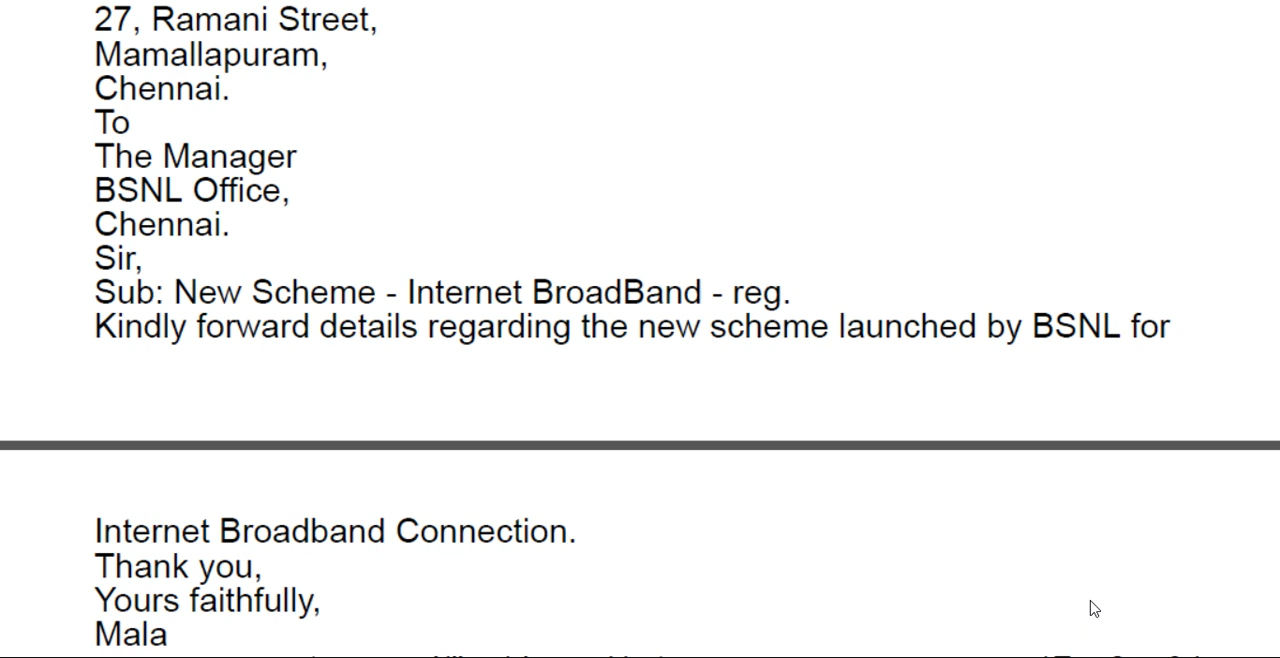 27, Ramani Street,
Mamallapuram,
Chennai.
To
The Manager
BSNL Office,
Chennai.
Sir,
Sub: New Scheme - Internet BroadBand - reg.
Kindly forward details regarding the new scheme launched by BSNL for
Internet Broadband Connection.
Thank you,
Yours faithfully,
Mala